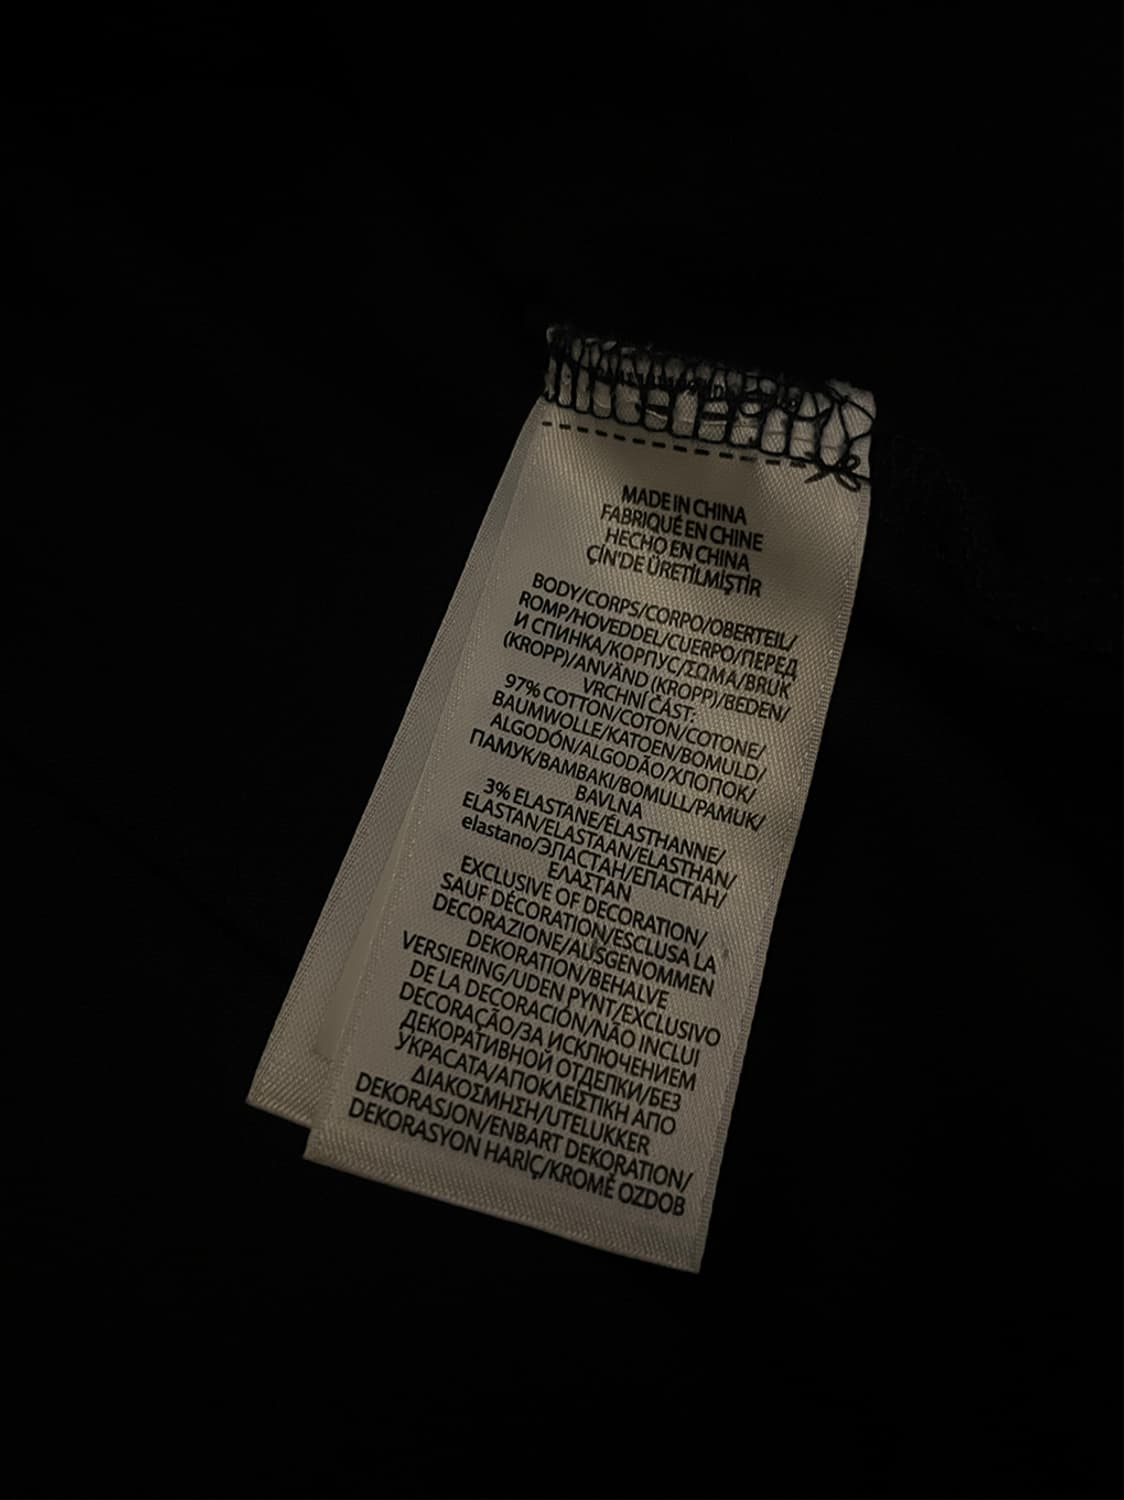 MADE IN CHINA
FABRIQUÉ EN CHINE
HECHO EN CHINA
ÇİN'DE ÜRETİLMİŞTİR
BODY/CORPS/CORPO/OBERTEIL/
ROMP/HOVEDDEL/CUERPO/ПЕРЕД
И СПИНКА/КОРПУС/ΣΩΜΑ/BRUK
(KROPP)/ANVÄND (KROPP)/BEDEN/
VRCHNÍ ČÁST:
97% COTTON/COTON/COTONE/
BAUMWOLLE/KATOEN/BOMULD/
ALGODÓN/ALGODÃO/ХЛОПОК/
ПАМУК/ΒΑΜΒΑΚΙ/BOMULL/PAMUK/
BAVLNA
3% ELASTANE/ÉLASTHANNE/
ELASTAN/ELASTAAN/ELASTHAN/
elastano/ЭЛАСТАН/ЕЛАСТАН/
ΕΛΑΣΤΑΝ
EXCLUSIVE OF DECORATION/
SAUF DÉCORATION/ESCLUSA LA
DECORAZIONE/AUSGENOMMEN
DEKORATION/BEHALVE
VERSIERING/UDEN PYNT/EXCLUSIVO
DE LA DECORACIÓN/NÃO INCLUI
DECORAÇÃO/ЗА ИСКЛЮЧЕНИЕМ
ДЕКОРАТИВНОЙ ОТДЕЛКИ/БЕЗ
УКРАСАТА/ΑΠΟΚΛΕΙΣΤΙΚΗ ΑΠΟ
ΔΙΑΚΟΣΜΗΣΗ/UTELUKKER
DEKORASJON/ENBART DEKORATION/
DEKORASYON HARİÇ/KROMĚ OZDOB